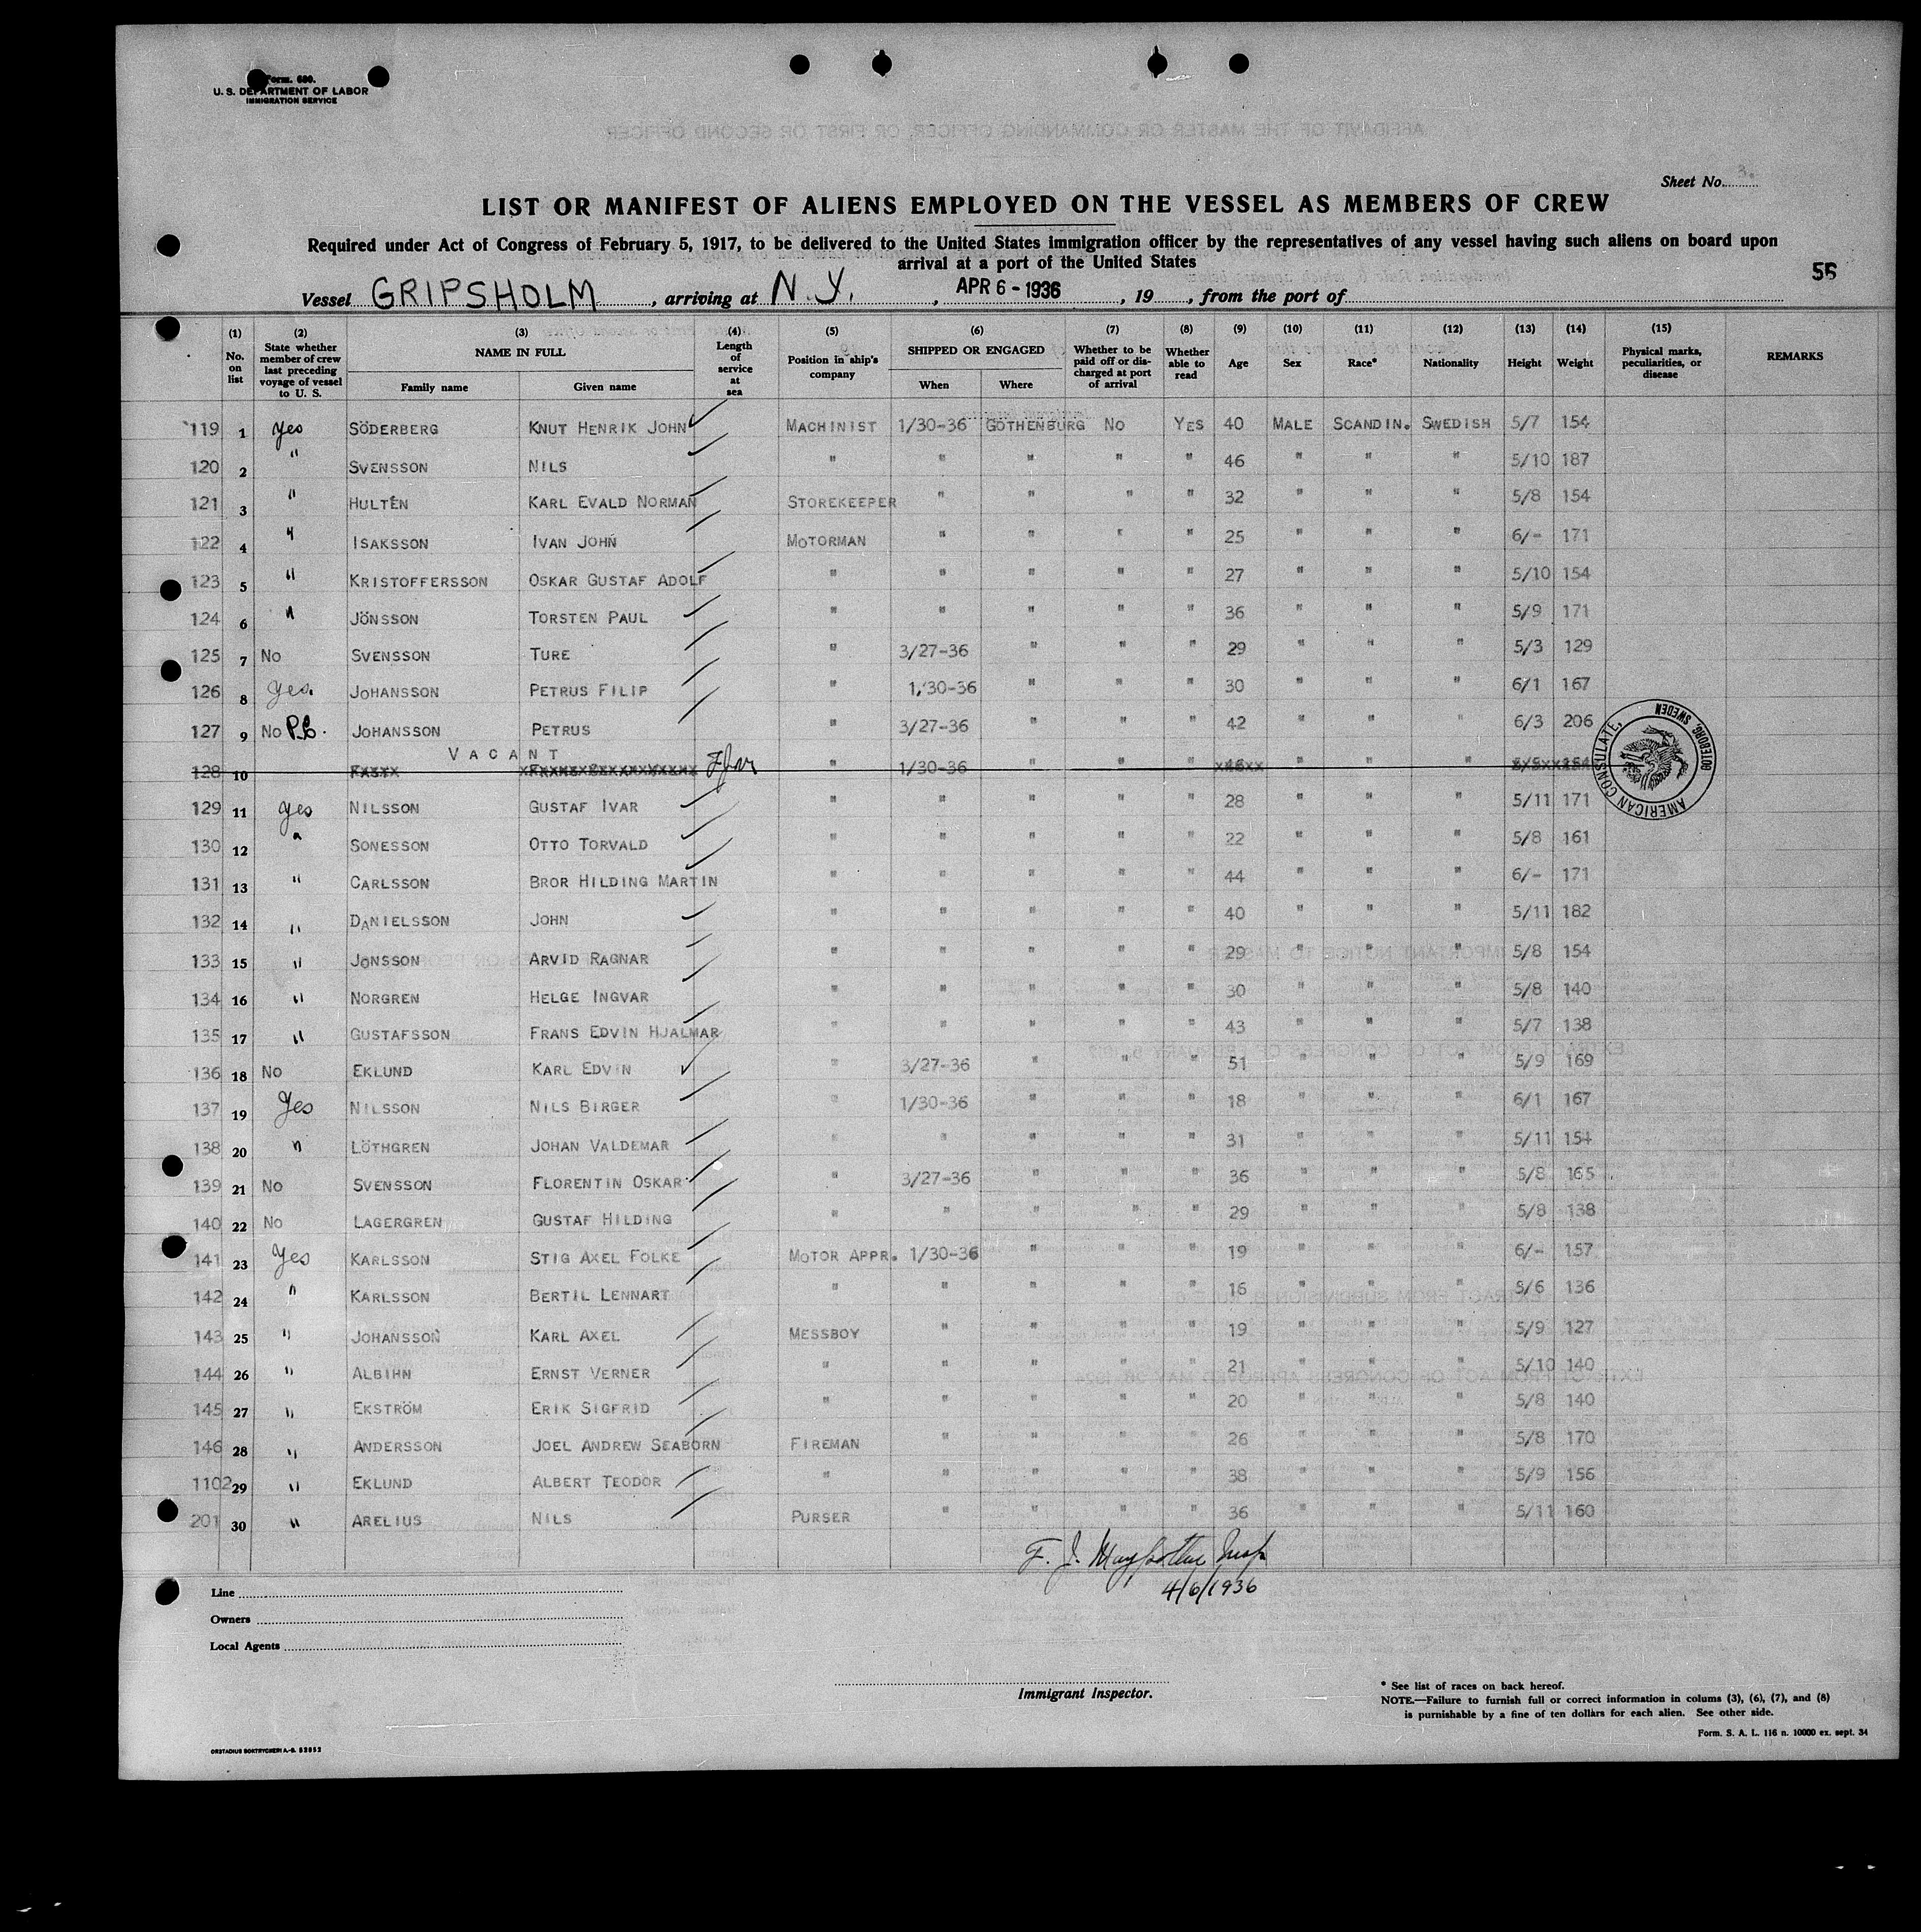 Form. 680.
U. S. DEPARTMENT OF LABOR
IMMIGRATION SERVICE
Sheet No. 3.
LIST OR MANIFEST OF ALIENS EMPLOYED ON THE VESSEL AS MEMBERS OF CREW
Required under Act of Congress of February 5, 1917, to be delivered to the United States immigration officer by the representatives of any vessel having such aliens on board upon
arrival at a port of the United States
56
Vessel GRIPSHOLM, arriving at N.Y., APR 6 - 1936, 19 , from the port of
(1) No. on list (2) State whether member of crew last preceding voyage of vessel to U. S. (3) NAME IN FULL Family name Given name (4) Length of service at sea (5) Position in ship's company (6) SHIPPED OR ENGAGED When Where (7) Whether to be paid off or discharged at port of arrival (8) Whether able to read (9) Age (10) Sex (11) Race* (12) Nationality (13) Height (14) Weight (15) Physical marks, peculiarities, or disease REMARKS
119 1 Yes SÖDERBERG KNUT HENRIK JOHN MACHINIST 1/30-36 GOTHENBURG No YES 40 MALE SCANDIN. SWEDISH 5/7 154
120 2 " SVENSSON NILS " " " " " 46 " " " 5/10 187
121 3 " HULTÉN KARL EVALD NORMAN STOREKEEPER " " " " 32 " " " 5/8 154
122 4 " ISAKSSON IVAN JOHN MOTORMAN " " " " 25 " " " 6/- 171
123 5 " KRISTOFFERSSON OSKAR GUSTAF ADOLF " " " " " 27 " " " 5/10 154
124 6 " JÖNSSON TORSTEN PAUL " " " " " 36 " " " 5/9 171
125 7 No SVENSSON TURE " 3/27-36 " " " 29 " " " 5/3 129
126 8 Yes. JOHANSSON PETRUS FILIP " 1/30-36 " " " 30 " " " 6/1 167
127 9 No JOHANSSON PETRUS " 3/27-36 " " " 42 " " " 6/3 206
VACANT
128 10 1/30-36 " " " " " "
129 11 Yes NILSSON GUSTAF IVAR " " " " " 28 " " " 5/11 171
130 12 " SONESSON OTTO TORVALD " " " " " 22 " " " 5/8 161
131 13 " CARLSSON BROR HILDING MARTIN " " " " " 44 " " " 6/- 171
132 14 " DANIELSSON JOHN " " " " " 40 " " " 5/11 182
133 15 " JONSSON ARVID RAGNAR " " " " " 29 " " " 5/8 154
134 16 " NORGREN HELGE INGVAR " " " " " 30 " " " 5/8 140
135 17 " GUSTAFSSON FRANS EDVIN HJALMAR " " " " " 43 " " " 5/7 138
136 18 No EKLUND KARL EDVIN " 3/27-36 " " " 51 " " " 5/9 169
137 19 Yes NILSSON NILS BIRGER " 1/30-36 " " " 18 " " " 6/1 167
138 20 " LÖTHGREN JOHAN VALDEMAR " " " " " 31 " " " 5/11 154
139 21 No SVENSSON FLORENTIN OSKAR " 3/27-36 " " " 36 " " " 5/8 165
140 22 No LAGERGREN GUSTAF HILDING " " " " " 29 " " " 5/8 138
141 23 Yes KARLSSON STIG AXEL FOLKE MOTOR APPR. 1/30-36 " " " 19 " " " 6/- 157
142 24 " KARLSSON BERTIL LENNART " " " " " 16 " " " 5/6 136
143 25 " JOHANSSON KARL AXEL MESSBOY " " " " 19 " " " 5/9 127
144 26 " ALBIHN ERNST VERNER " " " " " 21 " " " 5/10 140
145 27 " EKSTRÖM ERIK SIGFRID " " " " " 20 " " " 5/8 140
146 28 " ANDERSSON JOEL ANDREW SEABORN FIREMAN " " " " 26 " " " 5/8 170
1102 29 " EKLUND ALBERT TEODOR " " " " " 38 " " " 5/9 156
201 30 " ARELIUS NILS PURSER " " " " 36 " " " 5/11 160
AMERICAN CONSULATE, GOTEBORG, SWEDEN
F. J. Insp
4/6/1936
Line
Owners
Local Agents
Immigrant Inspector.
* See list of races on back hereof.
NOTE.—Failure to furnish full or correct information in colums (3), (6), (7), and (8)
is purnishable by a fine of ten dollars for each alien. See other side.
Form. S. A. L. 116 n. 10000 ex. sept. 34